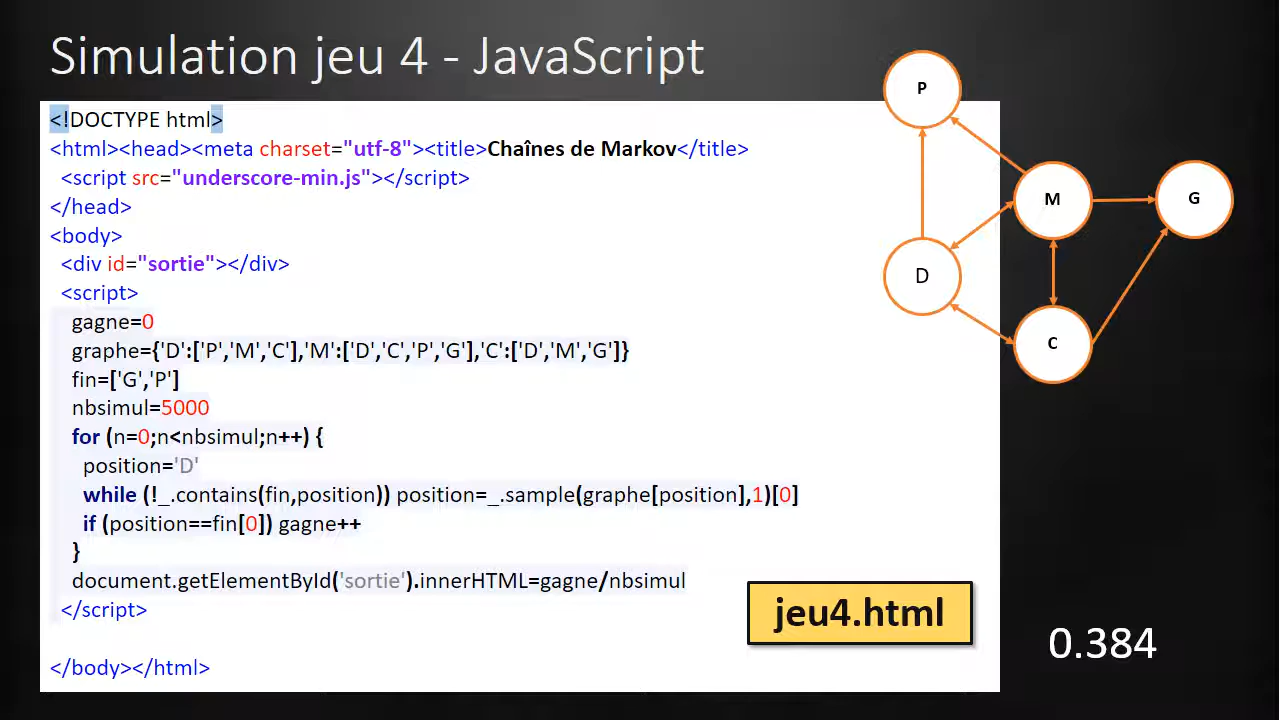 Simulation jeu 4 - JavaScript
<!DOCTYPE html>
<html><head><meta charset="utf-8"><title>Chaînes de Markov</title>
<script src="underscore-min.js"></script>
</head>
<body>
<div id="sortie"></div>
<script>
gagne=0
graphe={'D':['P','M','C'],'M':['D','C','P','G'],'C':['D','M','G']}
fin=['G','P']
nbsimul=5000
for (n=0;n<nbsimul;n++) {
position='D'
while (!_.contains(fin,position)) position=_.sample(graphe[position],1)[0]
if (position==fin[0]) gagne++
}
document.getElementById('sortie').innerHTML=gagne/nbsimul
</script>
</body></html>
jeu4.html
P
M
G
D
C
0.384